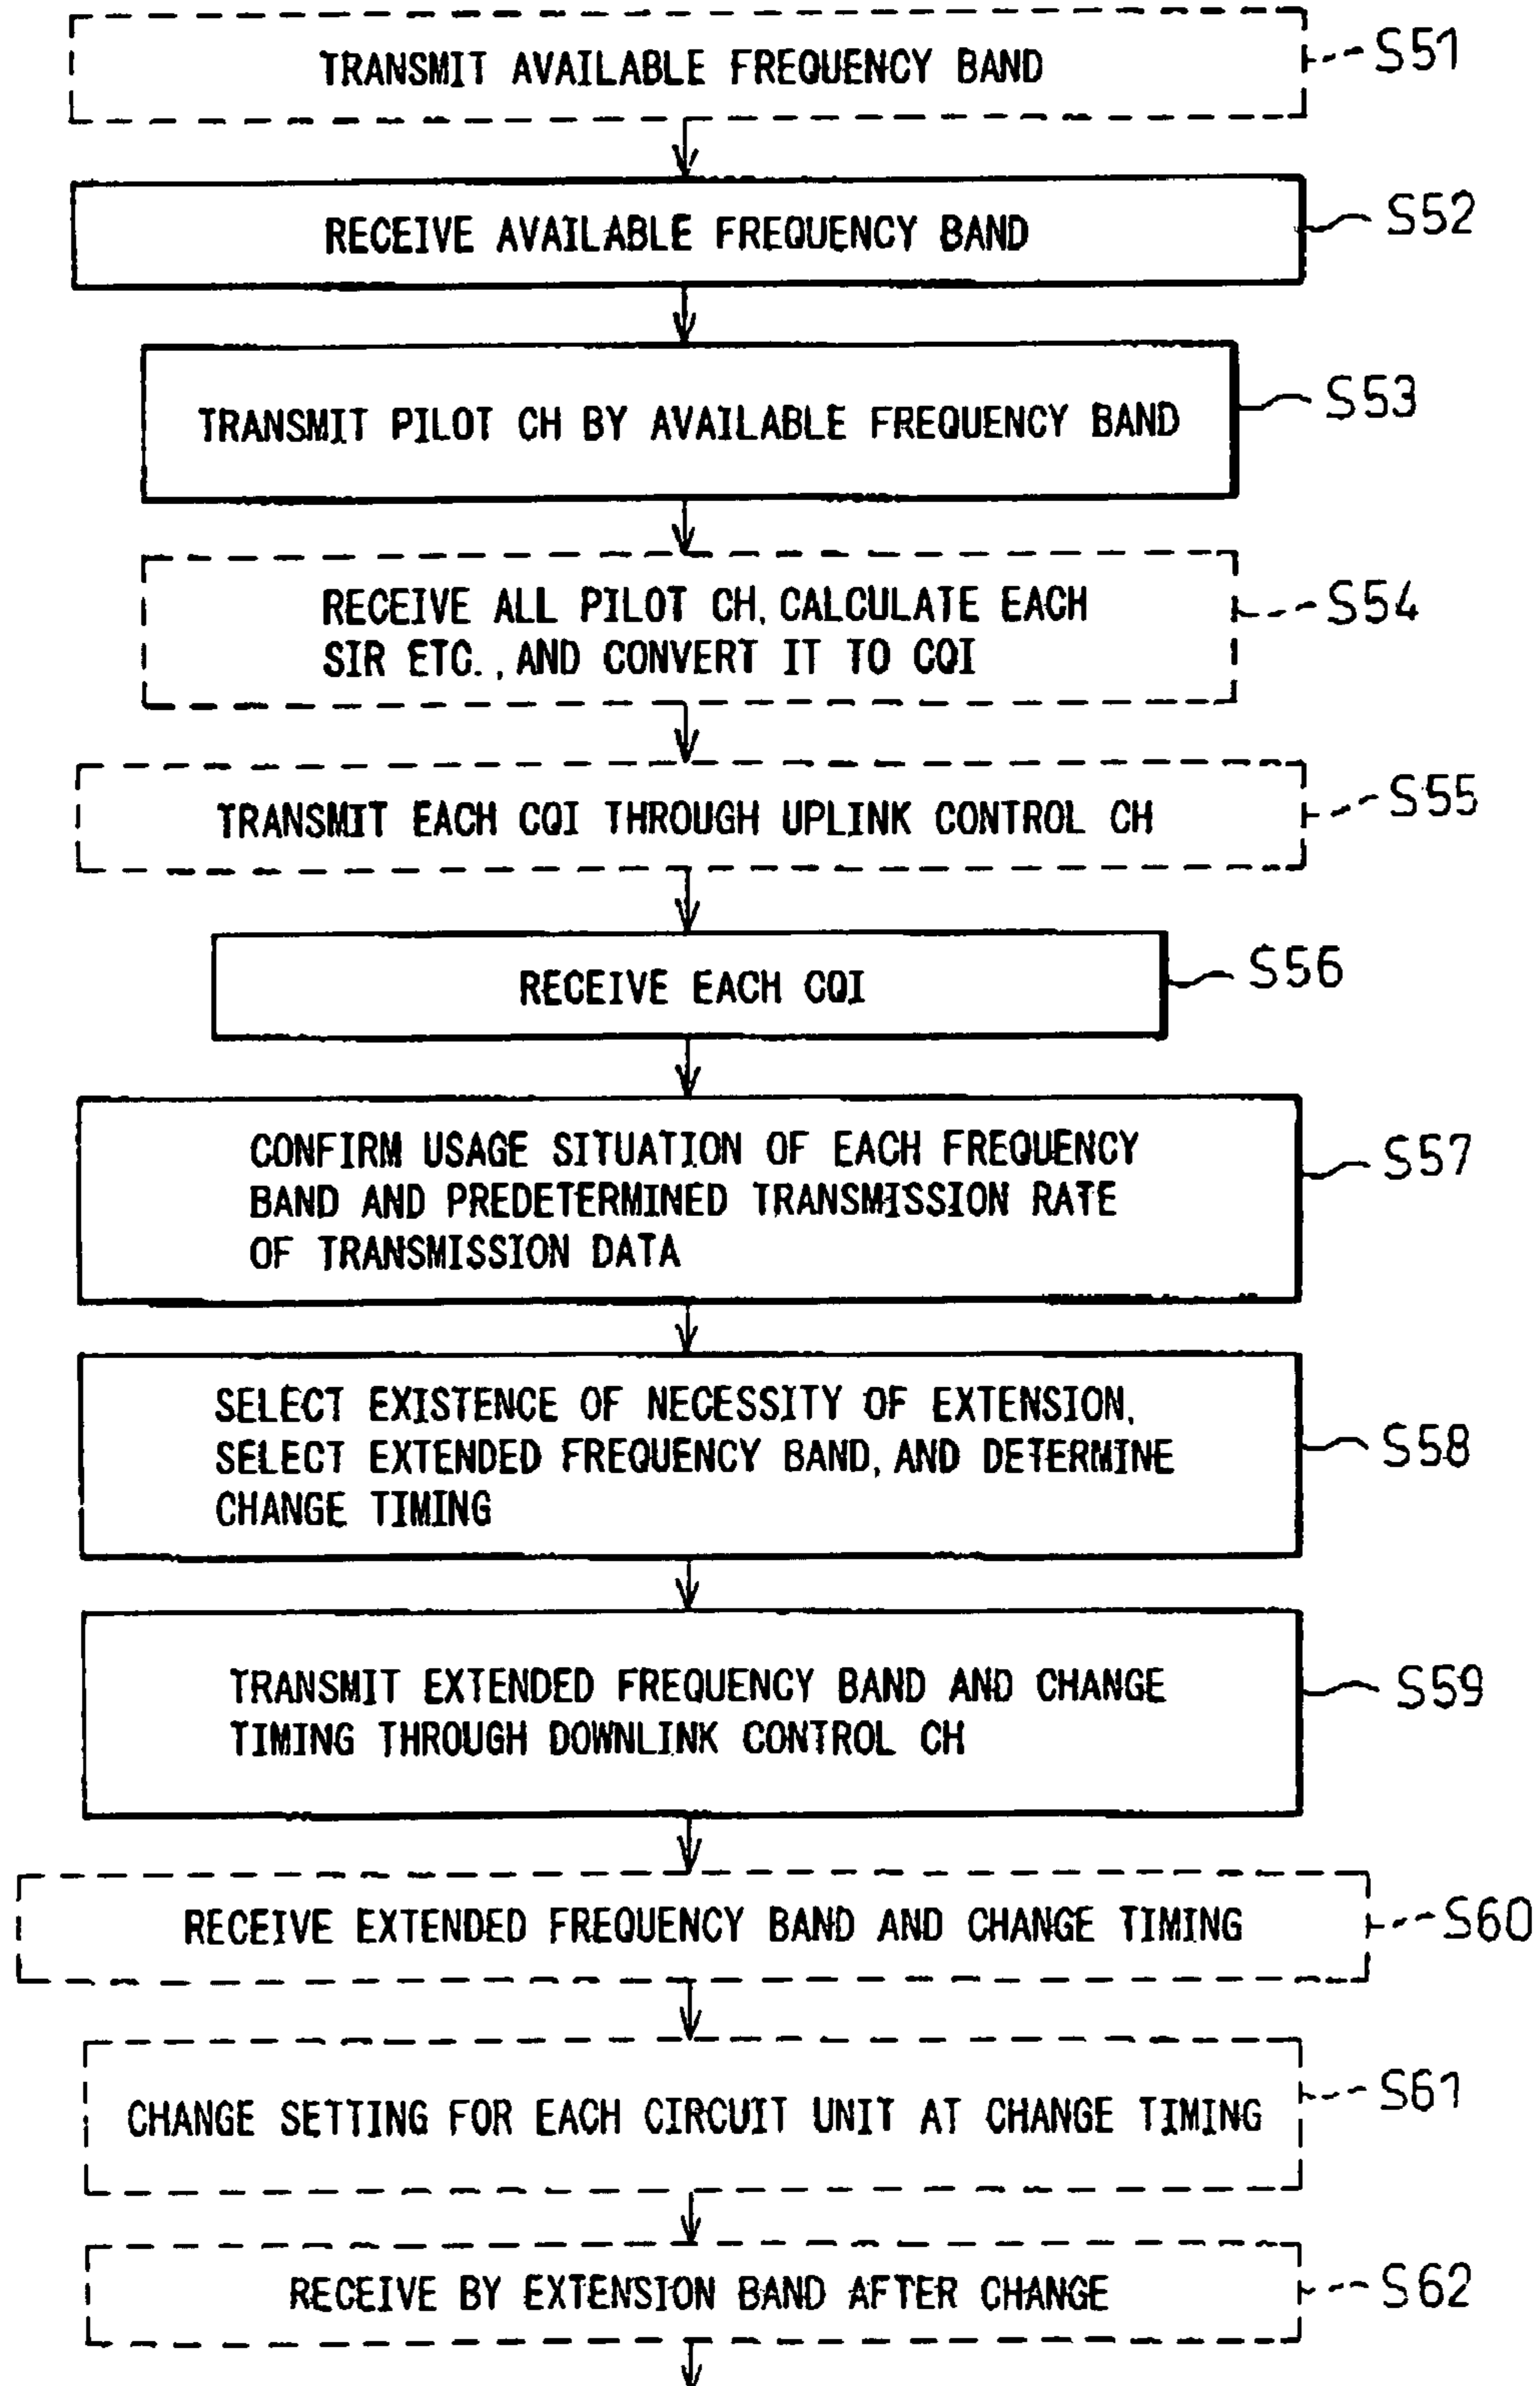 TRANSMIT AVAILABLE FREQUENCY BAND
S51
RECEIVE AVAILABLE FREQUENCY BAND
S52
TRANSMIT PILOT CH BY AVAILABLE FREQUENCY BAND
S53
RECEIVE ALL PILOT CH, CALCULATE EACH
SIR ETC., AND CONVERT IT TO CQI
S54
TRANSMIT EACH CQI THROUGH UPLINK CONTROL CH
S55
RECEIVE EACH CQI
S56
CONFIRM USAGE SITUATION OF EACH FREQUENCY
BAND AND PREDETERMINED TRANSMISSION RATE
OF TRANSMISSION DATA
S57
SELECT EXISTENCE OF NECESSITY OF EXTENSION,
SELECT EXTENDED FREQUENCY BAND, AND DETERMINE
CHANGE TIMING
S58
TRANSMIT EXTENDED FREQUENCY BAND AND CHANGE
TIMING THROUGH DOWNLINK CONTROL CH
S59
RECEIVE EXTENDED FREQUENCY BAND AND CHANGE TIMING
S60
CHANGE SETTING FOR EACH CIRCUIT UNIT AT CHANGE TIMING
S61
RECEIVE BY EXTENSION BAND AFTER CHANGE
S62